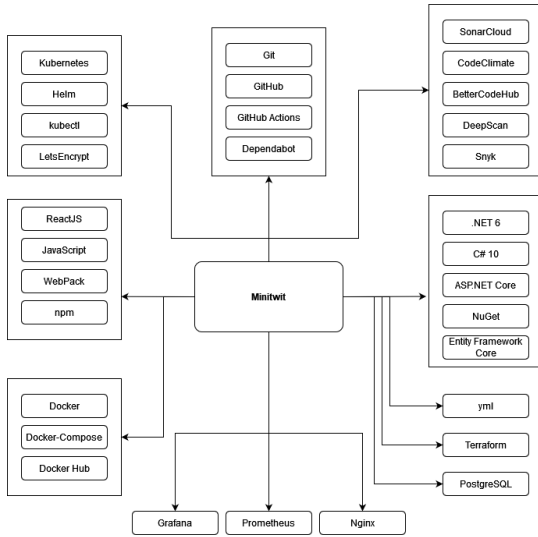 Kubernetes
Helm
kubectl
LetsEncrypt
Git
GitHub
GitHub Actions
Dependabot
SonarCloud
CodeClimate
BetterCodeHub
DeepScan
Snyk
ReactJS
JavaScript
WebPack
npm
Minitwit
.NET 6
C# 10
ASP.NET Core
NuGet
Entity Framework
Core
Docker
Docker-Compose
Docker Hub
yml
Terraform
PostgreSQL
Grafana
Prometheus
Nginx